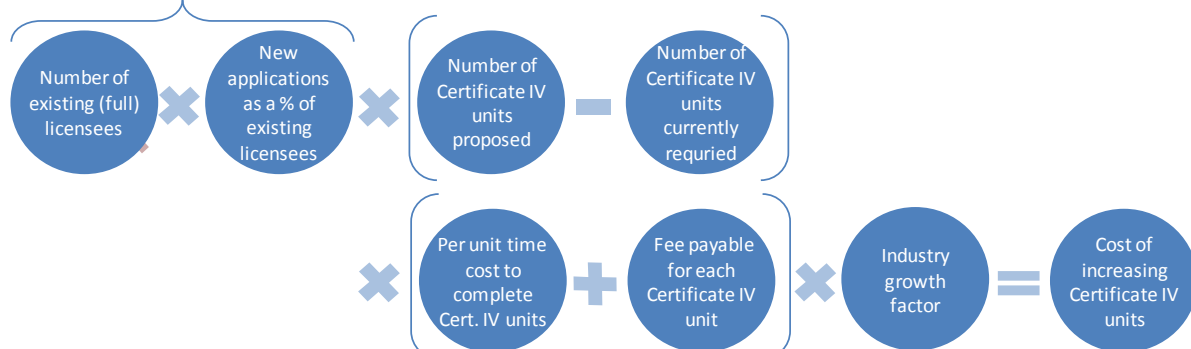 Number of
existing (full)
licensees
New
applications
as a % of
existing
licensees
Number of
Certificate IV
units
proposed
Number of
Certificate IV
units
currently
requried
Per unit time
cost to
complete
Cert. IV units
Fee payable
for each
Certificate IV
unit
Industry
growth
factor
Cost of
increasing
Certificate IV
units